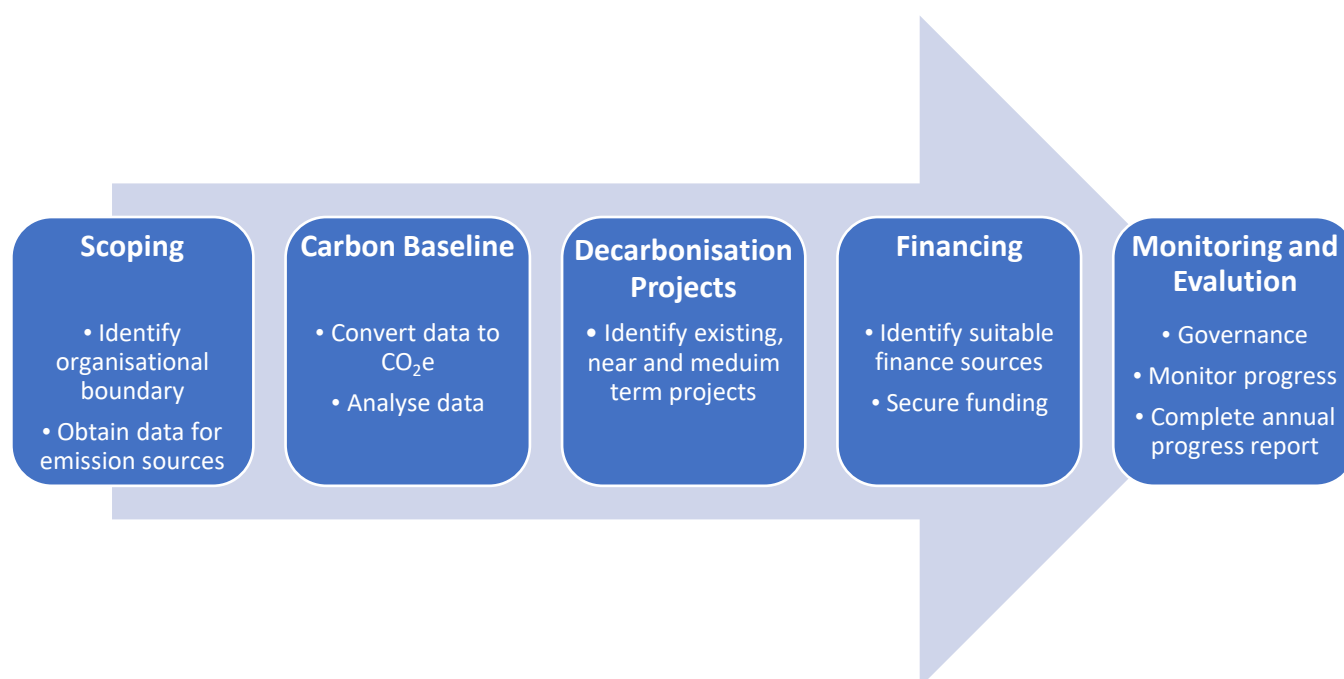 Scoping
• Identify
organisational
boundary
• Obtain data for
emission sources
Carbon Baseline
• Convert data to
CO₂e
• Analyse data
Decarbonisation
Projects
• Identify existing,
near and meduim
term projects
Financing
• Identify suitable
finance sources
• Secure funding
Monitoring and
Evalution
• Governance
• Monitor progress
• Complete annual
progress report